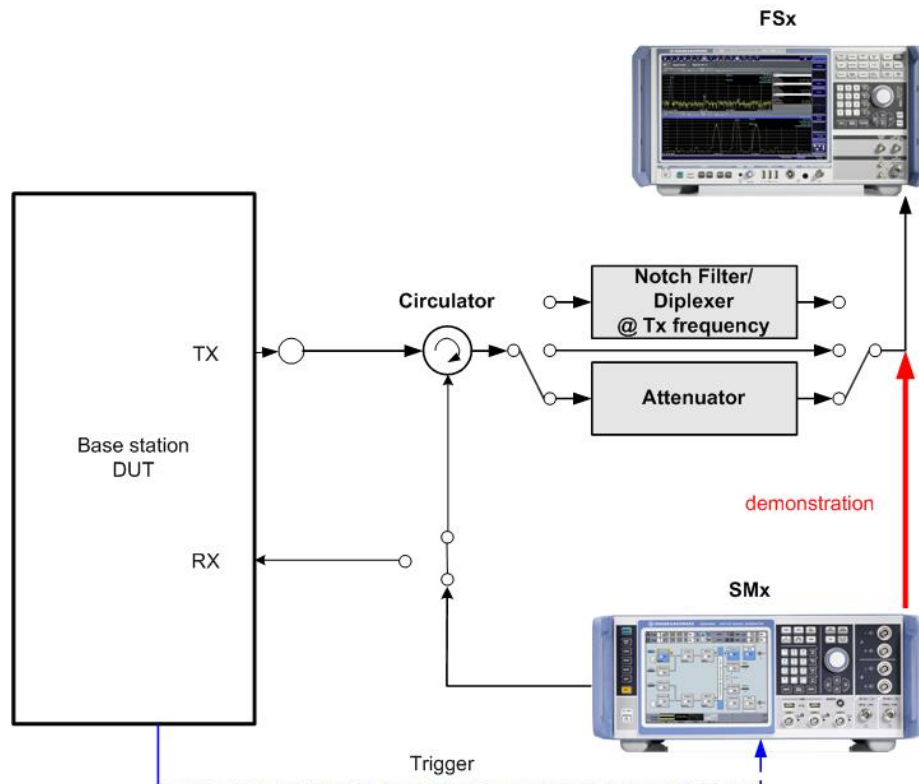 FSx
Notch Filter/
Diplexer
@ Tx frequency
Circulator
TX
Attenuator
Base station
DUT
demonstration
RX
SMx
Trigger